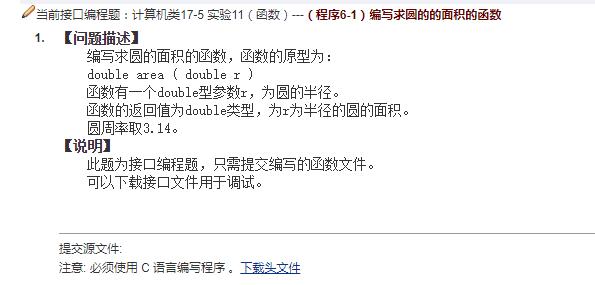 当前接口编程题：计算机类17-5 实验11（函数）---（程序6-1）编写求圆的的面积的函数
1. 【问题描述】
编写求圆的面积的函数，函数的原型为：
double area ( double r )
函数有一个double型参数r，为圆的半径。
函数的返回值为double类型，为r为半径的圆的面积。
圆周率取3.14。
【说明】
此题为接口编程题，只需提交编写的函数文件。
可以下载接口文件用于调试。
提交源文件:
注意: 必须使用 C 语言编写程序 。下载头文件